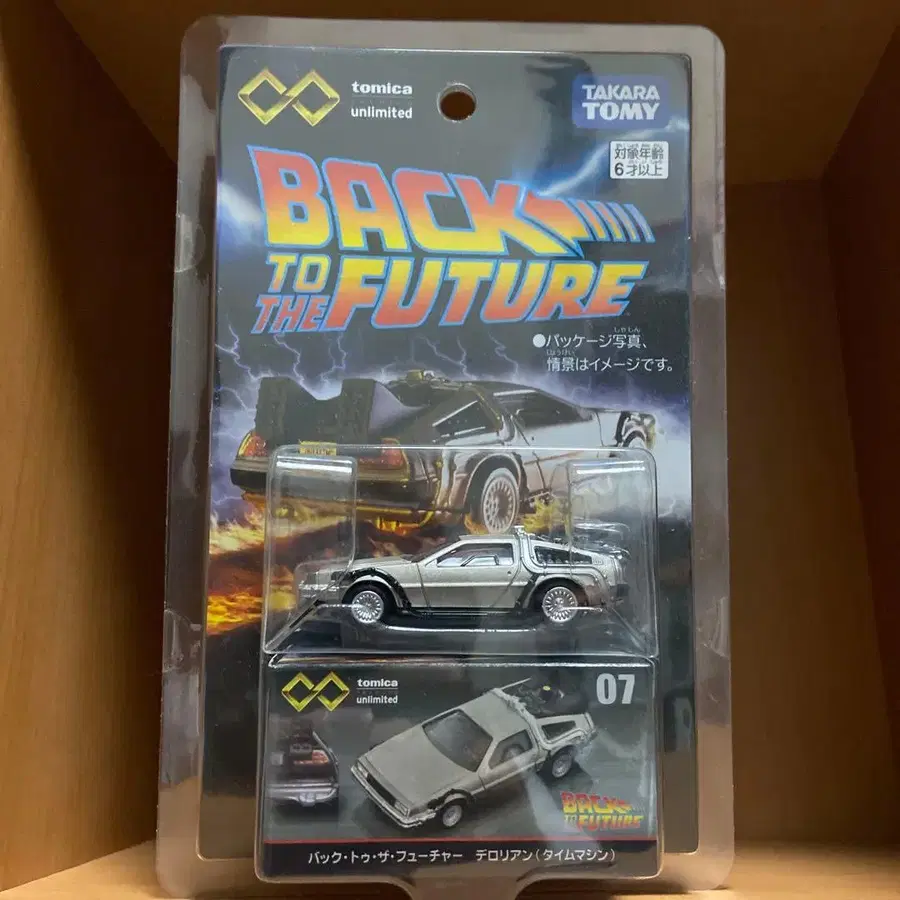 tomica
unlimited
TAKARA
TOMY
対象年齢
6才以上
BACK
TO
THE FUTURE
●パッケージ写真、
情景はイメージです。
tomica
unlimited
07
BACK
TO THE FUTURE
バック・トゥ・ザ・フューチャー デロリアン(タイムマシン)